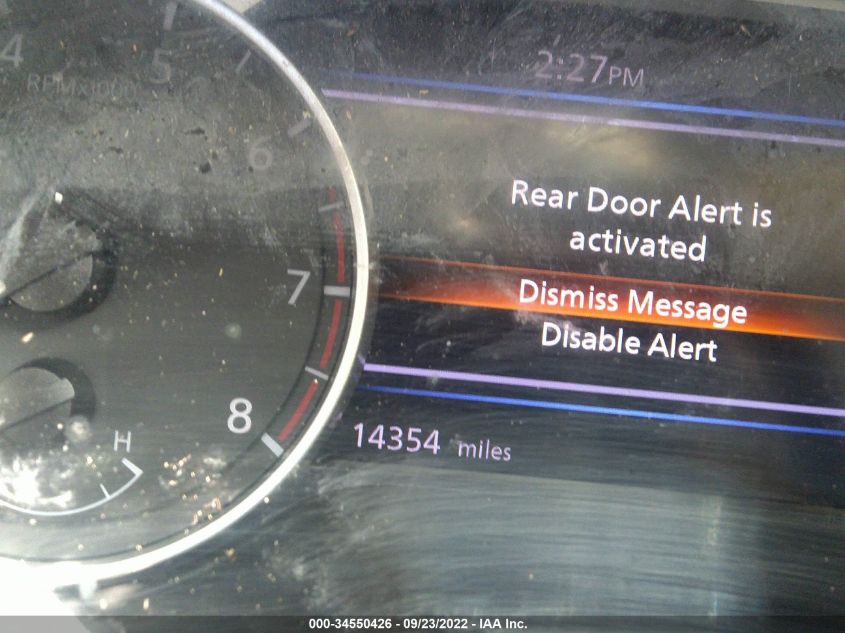 4
5
RPMx1000
6
7
8
H
2:27PM
Rear Door Alert is
activated
Dismiss Message
Disable Alert
14354 miles
000-34550426 - 09/23/2022 - IAA Inc.